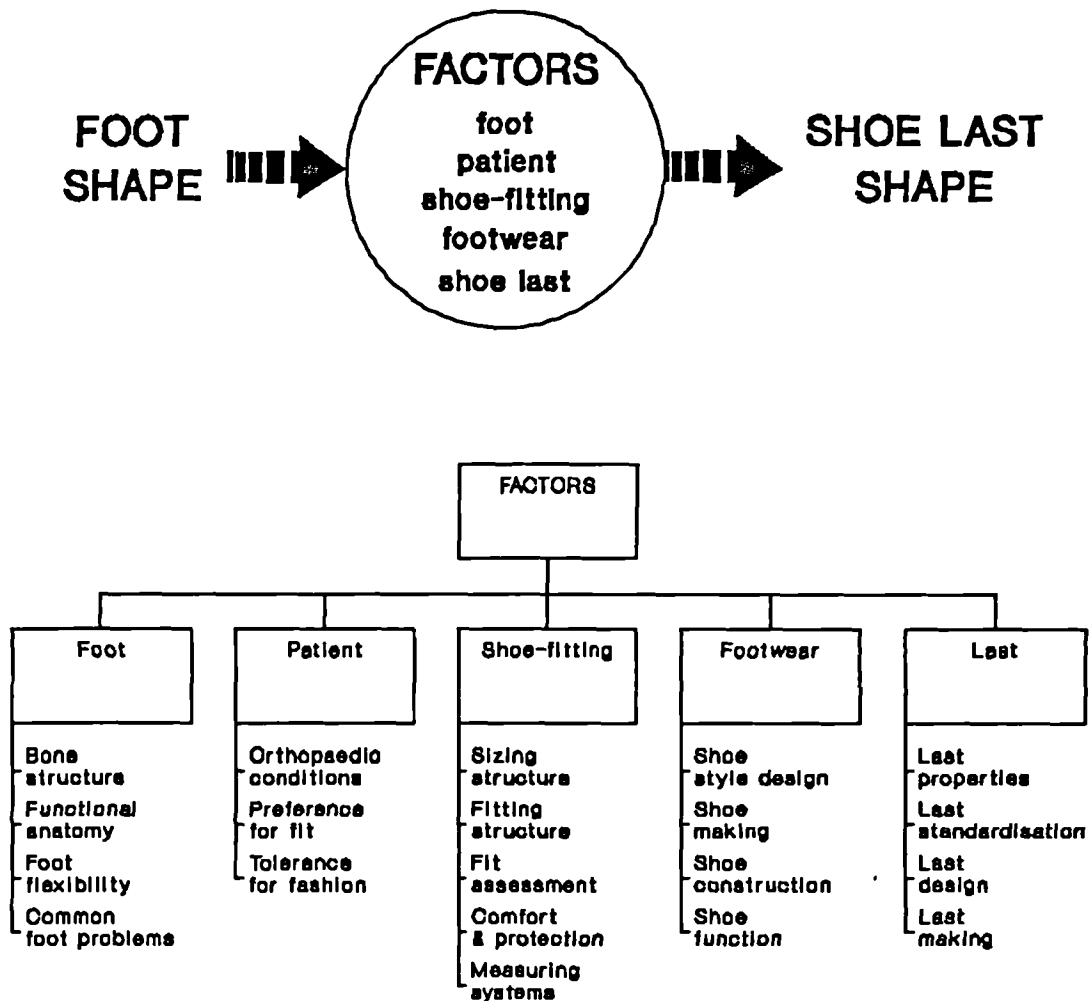 FOOT
SHAPE
FACTORS
foot
patient
shoe-fitting
footwear
shoe last
SHOE LAST
SHAPE
FACTORS
Foot
Bone
structure
Functional
anatomy
Foot
flexibility
Common
foot problems
Patient
Orthopaedic
conditions
Preference
for fit
Tolerance
for fashion
Shoe-fitting
Sizing
structure
Fitting
structure
Fit
assessment
Comfort
& protection
Measuring
systems
Footwear
Shoe
style design
Shoe
making
Shoe
construction
Shoe
function
Last
Last
properties
Last
standardisation
Last
design
Last
making